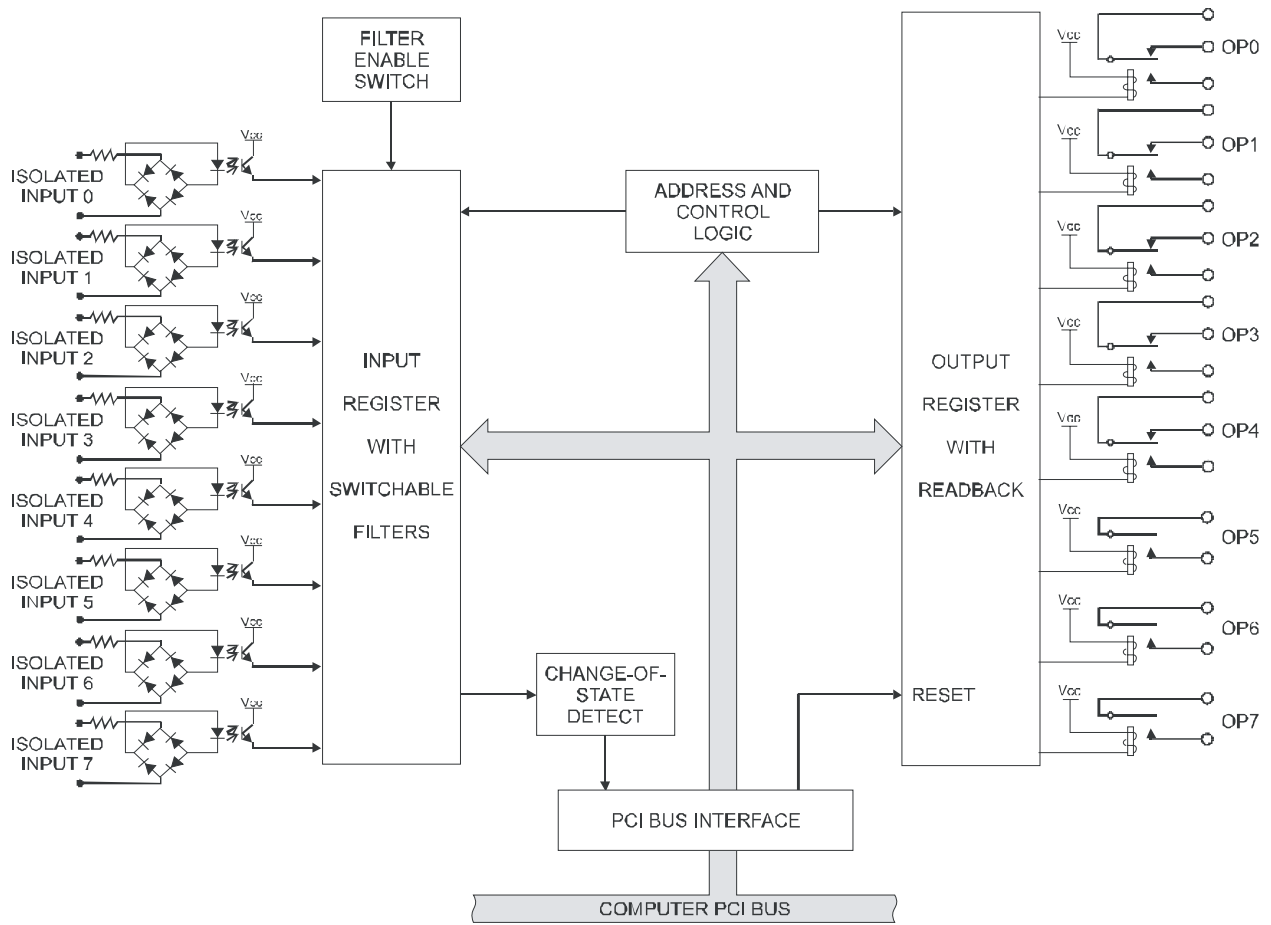 FILTER
ENABLE
SWITCH
Vcc
ISOLATED
INPUT 0
Vcc
ISOLATED
INPUT 1
Vcc
ISOLATED
INPUT 2
Vcc
ISOLATED
INPUT 3
Vcc
ISOLATED
INPUT 4
Vcc
ISOLATED
INPUT 5
Vcc
ISOLATED
INPUT 6
Vcc
ISOLATED
INPUT 7
INPUT
REGISTER
WITH
SWITCHABLE
FILTERS
ADDRESS AND
CONTROL
LOGIC
CHANGE-OF-
STATE
DETECT
PCI BUS INTERFACE
COMPUTER PCI BUS
OUTPUT
REGISTER
WITH
READBACK
RESET
Vcc
OP0
Vcc
OP1
Vcc
OP2
Vcc
OP3
Vcc
OP4
Vcc
OP5
Vcc
OP6
Vcc
OP7